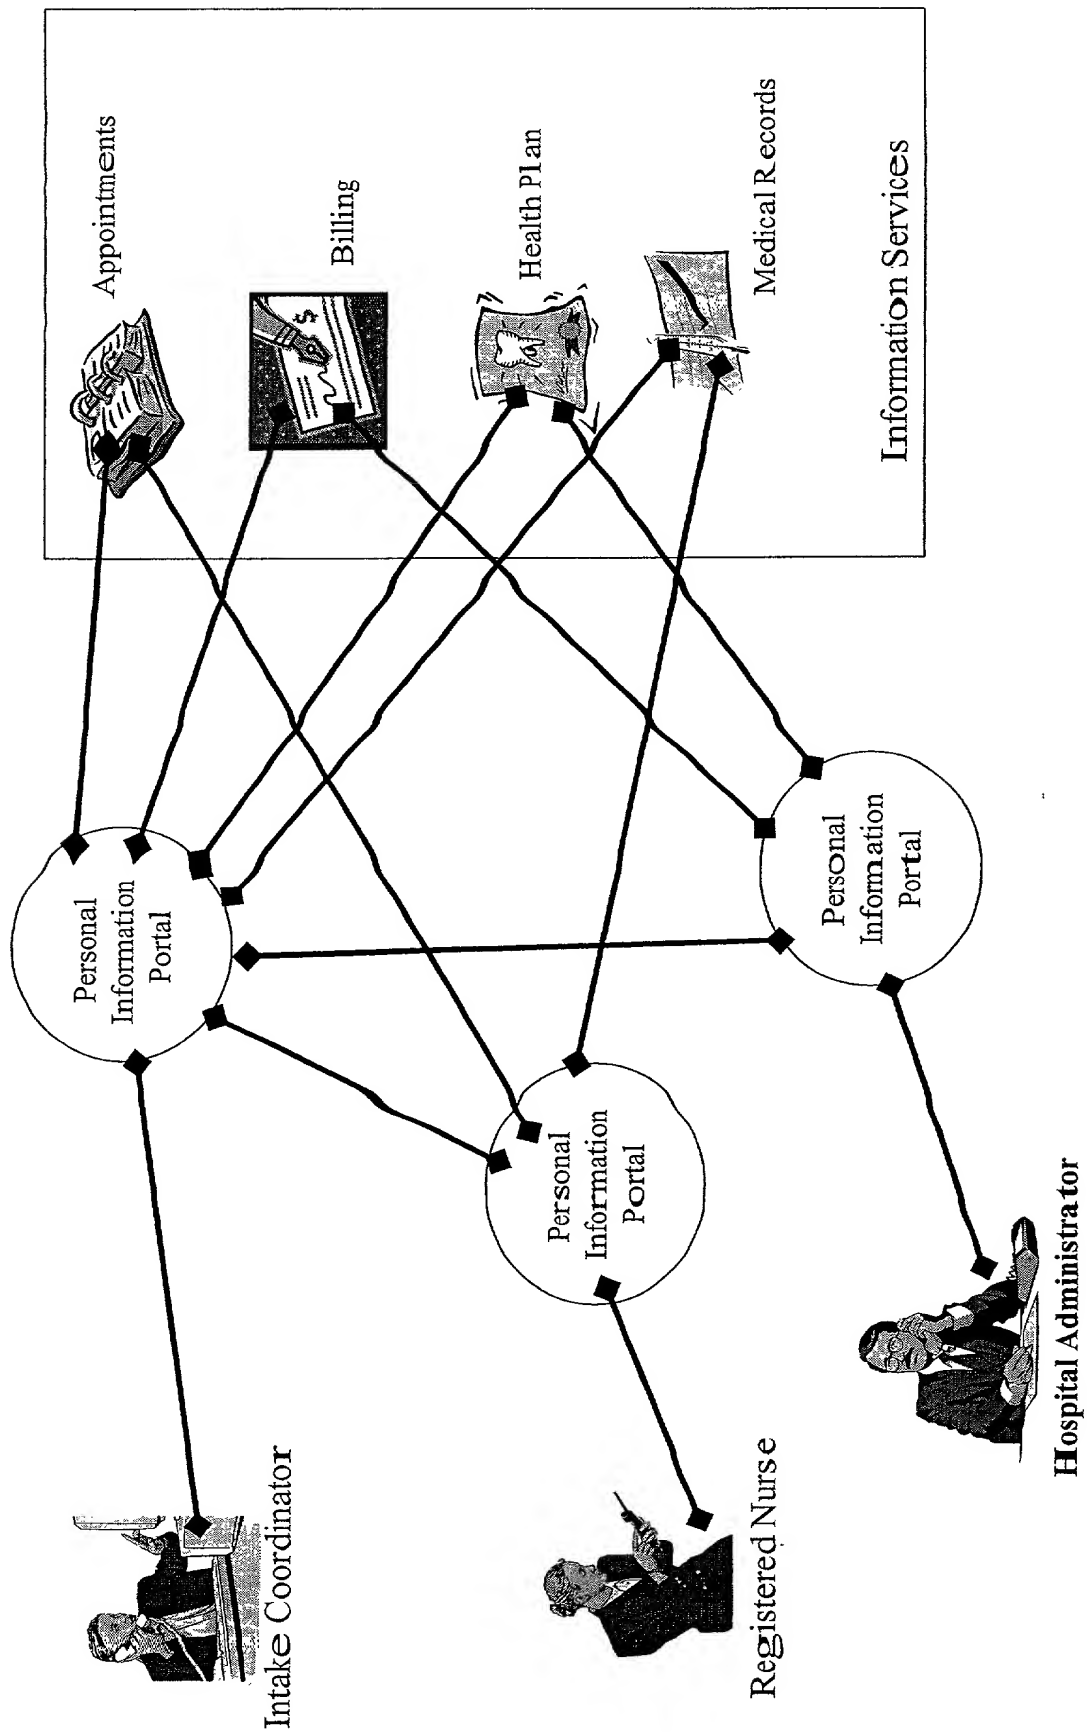 Intake Coordinator
Registered Nurse
Hospital Administrator
Personal
Information
Portal
Personal
Information
Portal
Personal
Information
Portal
Appointments
Billing
$
Health Plan
Medical Records
Information Services